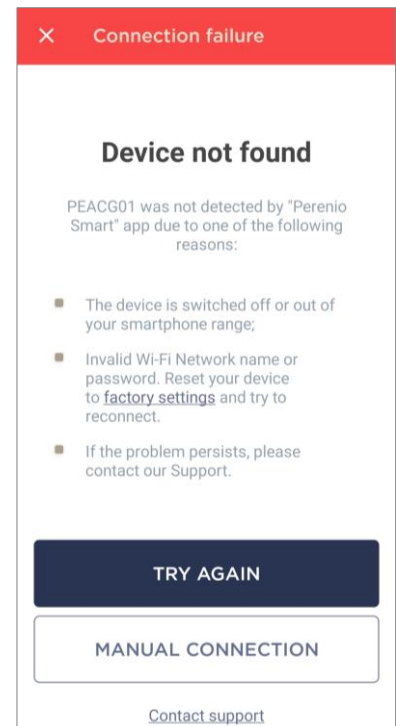 × Connection failure
Device not found
PEACG01 was not detected by "Perenio
Smart" app due to one of the following
reasons:
The device is switched off or out of
your smartphone range;
Invalid Wi-Fi Network name or
password. Reset your device
to factory settings and try to
reconnect.
If the problem persists, please
contact our Support.
TRY AGAIN
MANUAL CONNECTION
Contact support